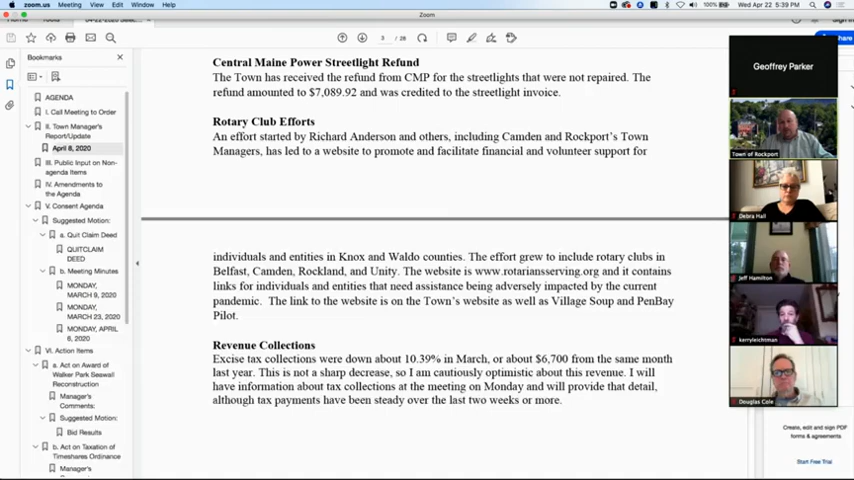 zoom.us Meeting View Edit Window Help
100% Wed Apr 22 5:39 PM
Zoom
3 / 28
Share
Bookmarks
AGENDA
I. Call Meeting to Order
II. Town Manager's
Report/Update
April 8, 2020
III. Public Input on Non-
agenda Items
IV. Amendments to
the Agenda
V. Consent Agenda
Suggested Motion:
a. Quit Claim Deed
QUITCLAIM
DEED
b. Meeting Minutes
MONDAY,
MARCH 9, 2020
MONDAY,
MARCH 23, 2020
MONDAY, APRIL
6, 2020
VI. Action Items
a. Act on Award of
Walker Park Seawall
Reconstruction
Manager's
Comments:
Suggested Motion:
Bid Results
b. Act on Taxation of
Timeshares Ordinance
Manager's
Central Maine Power Streetlight Refund
The Town has received the refund from CMP for the streetlights that were not repaired. The
refund amounted to $7,089.92 and was credited to the streetlight invoice.
Rotary Club Efforts
An effort started by Richard Anderson and others, including Camden and Rockport's Town
Managers, has led to a website to promote and facilitate financial and volunteer support for
individuals and entities in Knox and Waldo counties. The effort grew to include rotary clubs in
Belfast, Camden, Rockland, and Unity. The website is www.rotariansserving.org and it contains
links for individuals and entities that need assistance being adversely impacted by the current
pandemic. The link to the website is on the Town's website as well as Village Soup and PenBay
Pilot.
Revenue Collections
Excise tax collections were down about 10.39% in March, or about $6,700 from the same month
last year. This is not a sharp decrease, so I am cautiously optimistic about this revenue. I will
have information about tax collections at the meeting on Monday and will provide that detail,
although tax payments have been steady over the last two weeks or more.
Geoffrey Parker
Town of Rockport
Debra Hall
Jeff Hamilton
kerryleichtman
Douglas Cole
Create, edit and sign PDF
forms & agreements
Start Free Trial